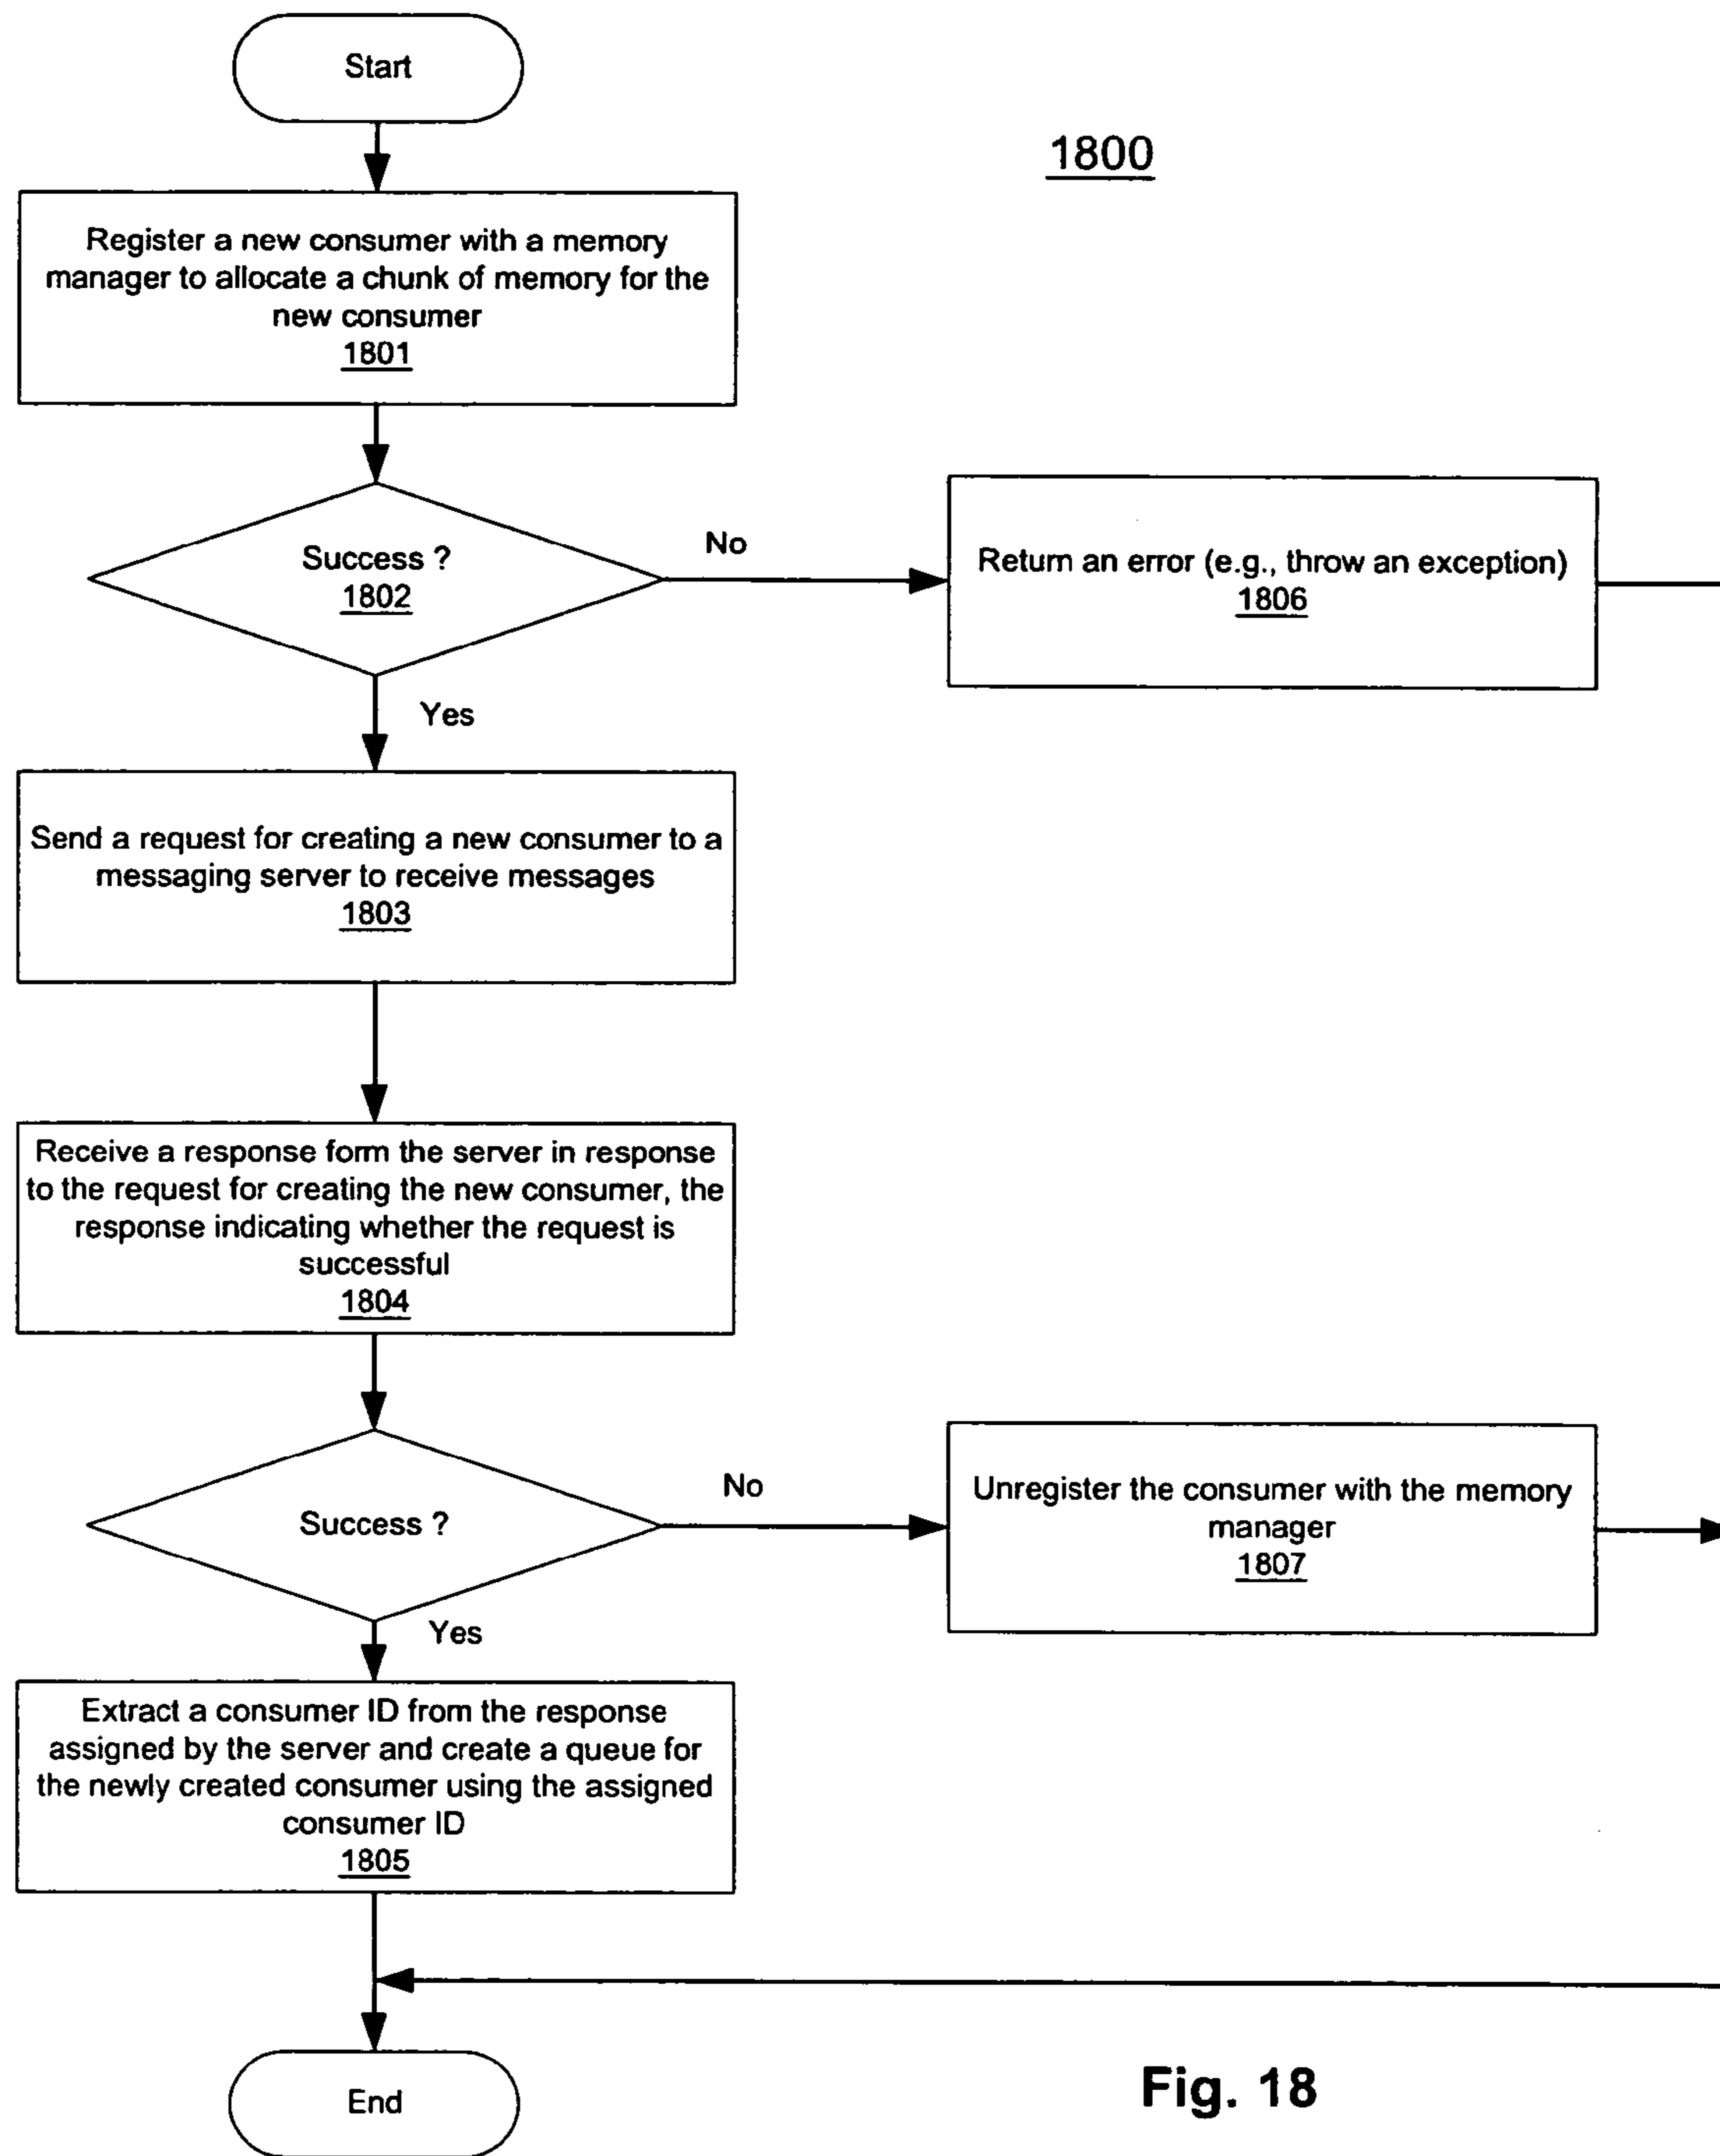 Start
1800
Register a new consumer with a memory
manager to allocate a chunk of memory for the
new consumer
1801
Success ?
1802
No
Return an error (e.g., throw an exception)
1806
Yes
Send a request for creating a new consumer to a
messaging server to receive messages
1803
Receive a response form the server in response
to the request for creating the new consumer, the
response indicating whether the request is
successful
1804
Success ?
No
Unregister the consumer with the memory
manager
1807
Yes
Extract a consumer ID from the response
assigned by the server and create a queue for
the newly created consumer using the assigned
consumer ID
1805
End
Fig. 18